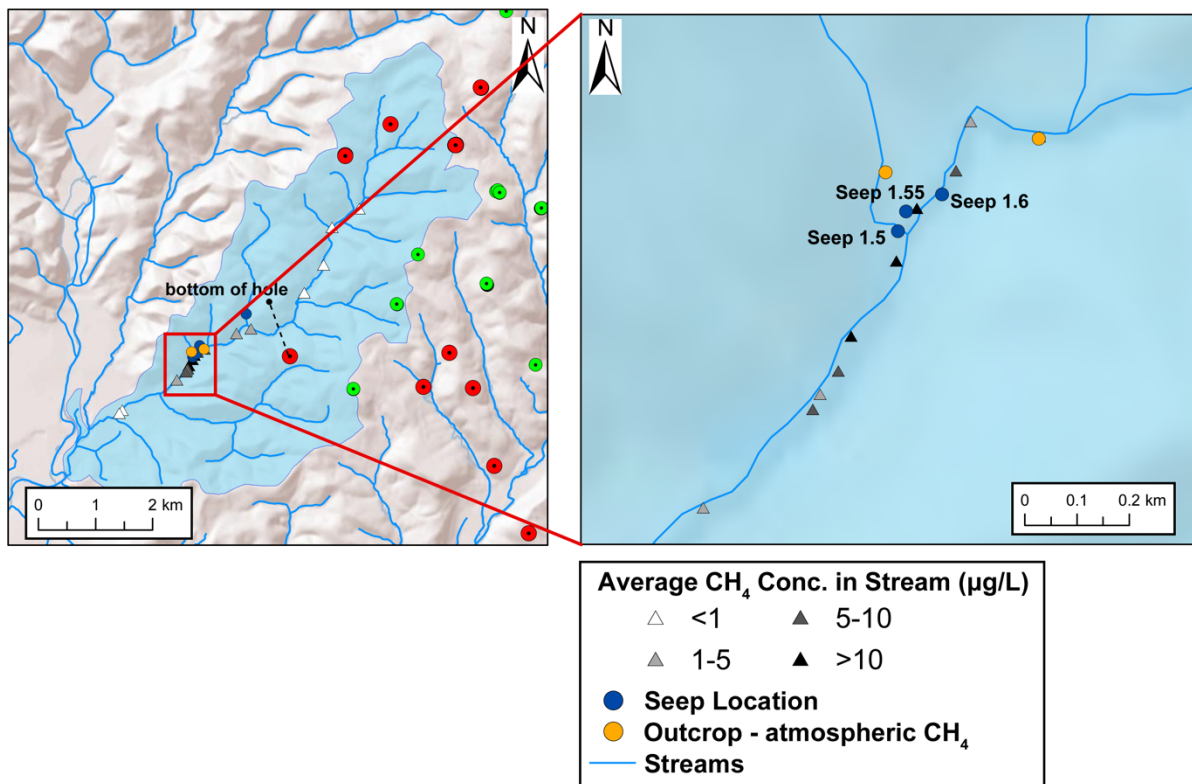 N
bottom of hole
0 1 2 km
N
Seep 1.55
Seep 1.6
Seep 1.5
0 0.1 0.2 km
Average CH₄ Conc. in Stream (µg/L)
<1 5-10
1-5 >10
Seep Location
Outcrop - atmospheric CH₄
Streams